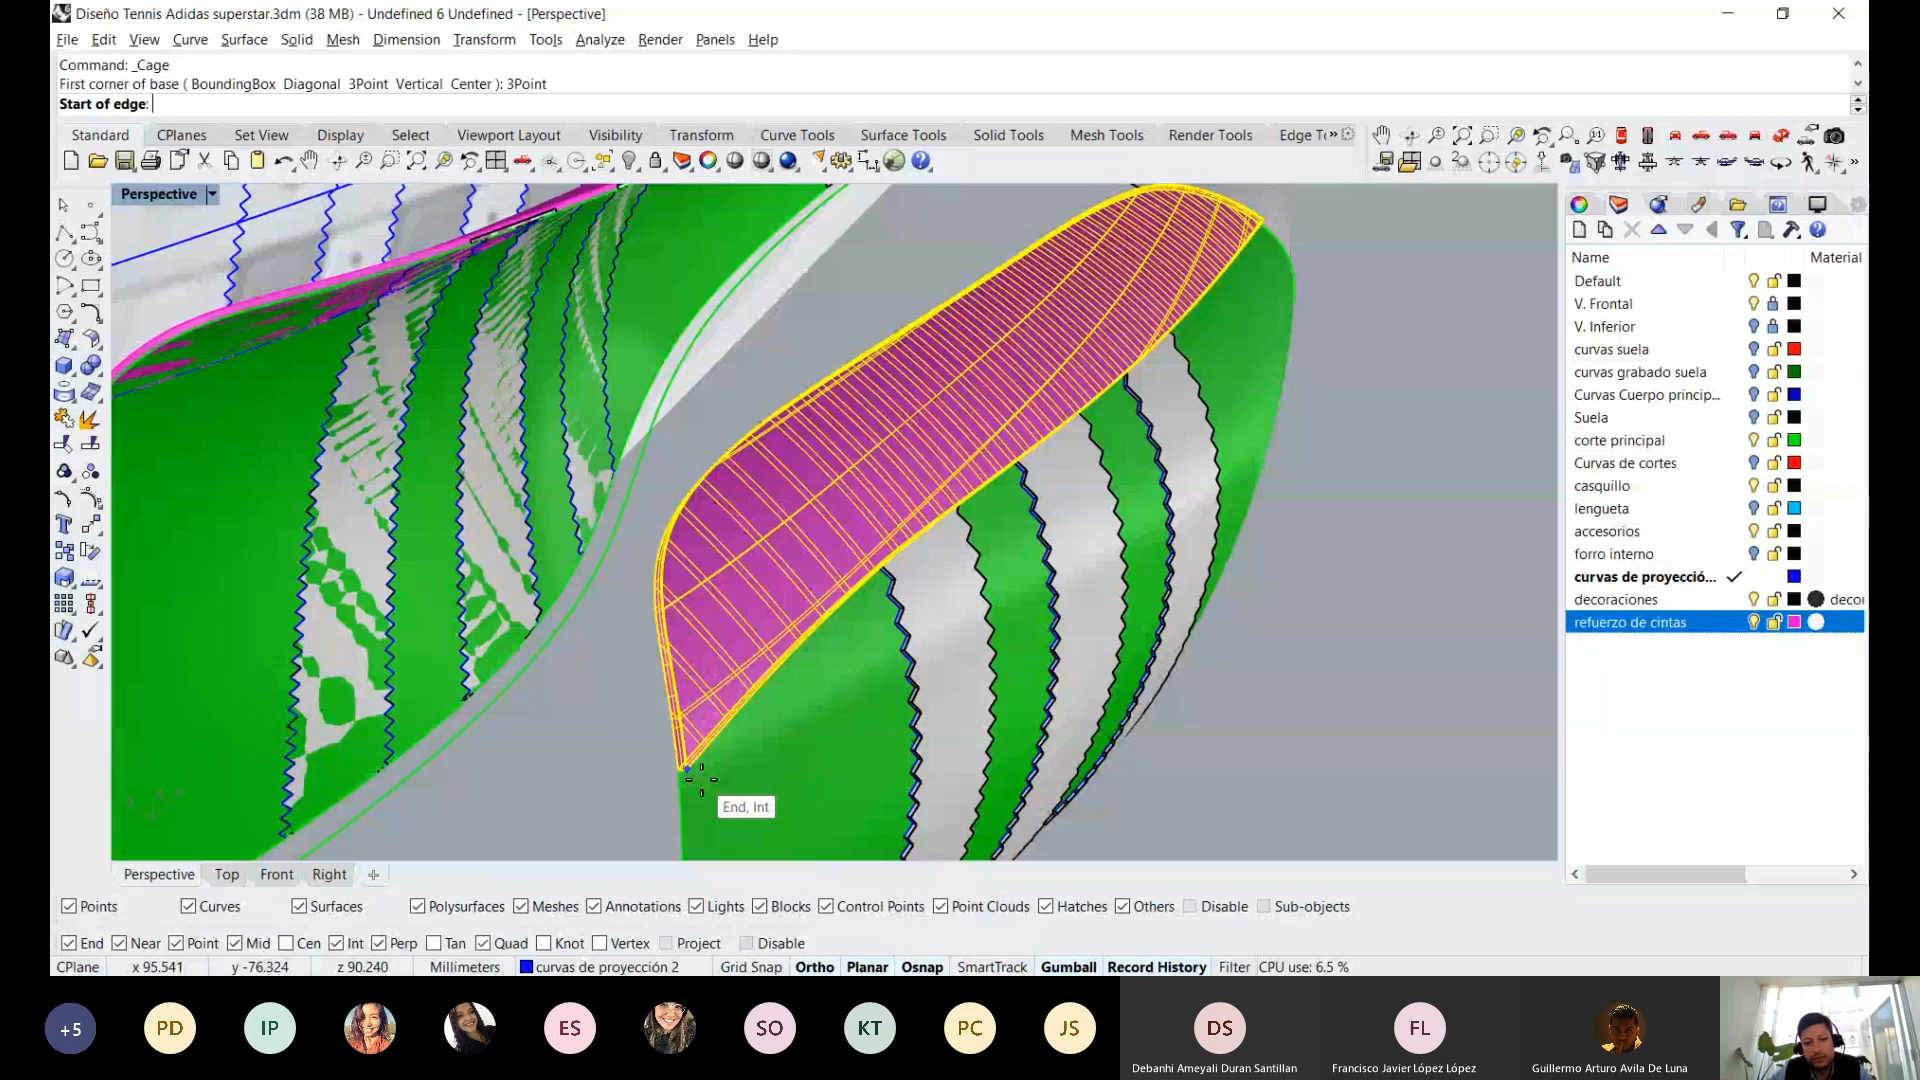 Diseño Tennis Adidas superstar.3dm (38 MB) - Undefined 6 Undefined - [Perspective]
File Edit View Curve Surface Solid Mesh Dimension Transform Tools Analyze Render Panels Help
Command: _Cage
First corner of base ( BoundingBox Diagonal 3Point Vertical Center ): 3Point
Start of edge:
Standard CPlanes Set View Display Select Viewport Layout Visibility Transform Curve Tools Surface Tools Solid Tools Mesh Tools Render Tools Edge Tc »
Perspective
Name Material
Default
V. Frontal
V. Inferior
curvas suela
curvas grabado suela
Curvas Cuerpo princip...
Suela
corte principal
Curvas de cortes
casquillo
lengueta
accesorios
forro interno
curvas de proyecció...
decoraciones decor
refuerzo de cintas
End, Int
Perspective Top Front Right
Points Curves Surfaces Polysurfaces Meshes Annotations Lights Blocks Control Points Point Clouds Hatches Others Disable Sub-objects
End Near Point Mid Cen Int Perp Tan Quad Knot Vertex Project Disable
CPlane x 95.541 y -76.324 z 90.240 Millimeters curvas de proyección 2 Grid Snap Ortho Planar Osnap SmartTrack Gumball Record History Filter CPU use: 6.5 %
+5 PD IP ES SO KT PC JS DS FL
Debanhi Ameyali Duran Santillan Francisco Javier López López Guillermo Arturo Avila De Luna